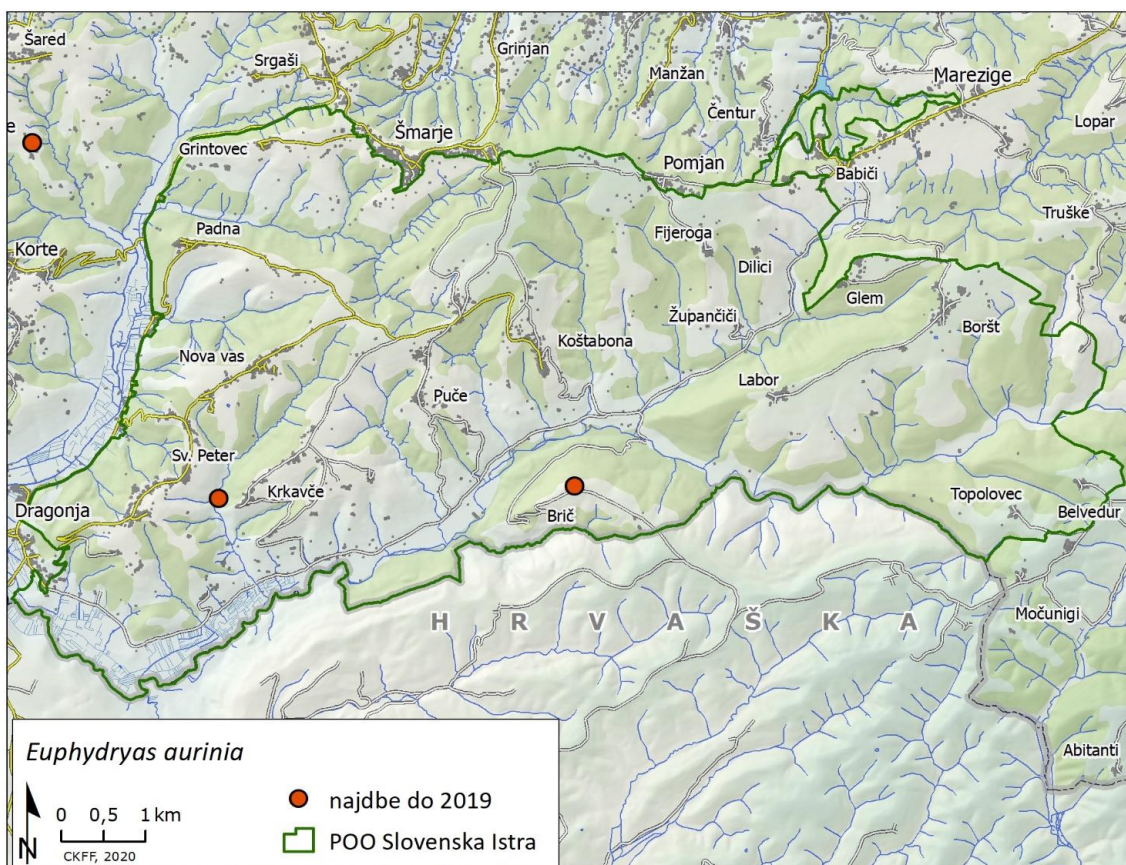 Šared
Srgaši
Grinjan
Manžan
Čentur
Marezige
Lopar
e
Grintovec
Šmarje
Pomjan
Babiči
Truške
Korte
Padna
Fijeroga
Dilici
Glem
Boršt
Župančiči
Koštabona
Nova vas
Labor
Puče
Sv. Peter
Krkavče
Dragonja
Brič
Topolovec
Belvedur
HRVAŠKA
Močunigi
Abitanti
Euphydryas aurinia
N
0 0,5 1 km
CKFF, 2020
najdbe do 2019
POO Slovenska Istra